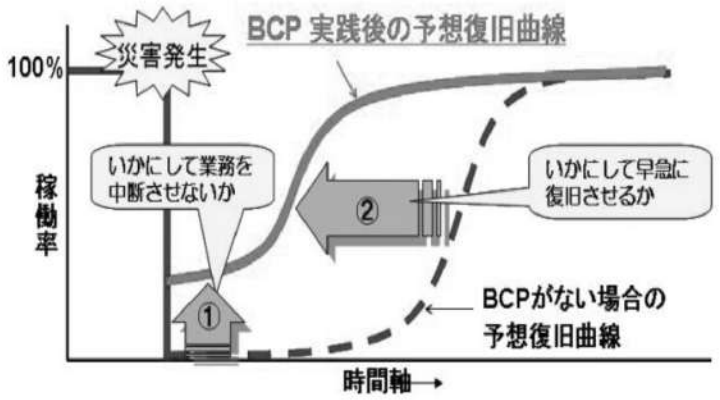 BCP 実践後の予想復旧曲線
災害発生
100%
いかにして業務を
中断させないか
いかにして早急に
復旧させるか
稼働率
②
①
BCPがない場合の
予想復旧曲線
時間軸→